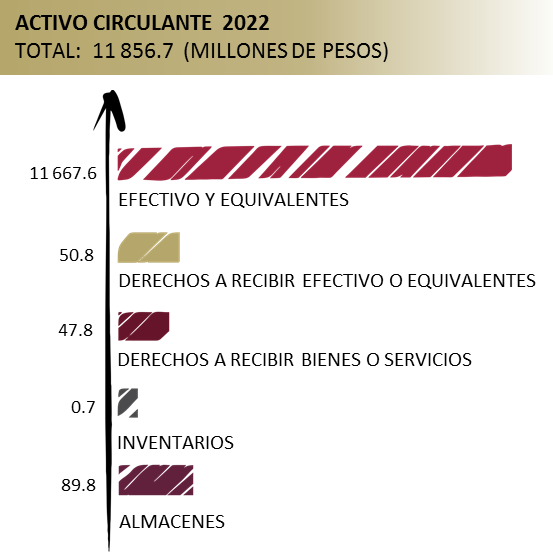 ACTIVO CIRCULANTE 2022
TOTAL: 11 856.7 (MILLONES DE PESOS)
11 667.6
EFECTIVO Y EQUIVALENTES
50.8
DERECHOS A RECIBIR EFECTIVO O EQUIVALENTES
47.8
DERECHOS A RECIBIR BIENES O SERVICIOS
0.7
INVENTARIOS
89.8
ALMACENES